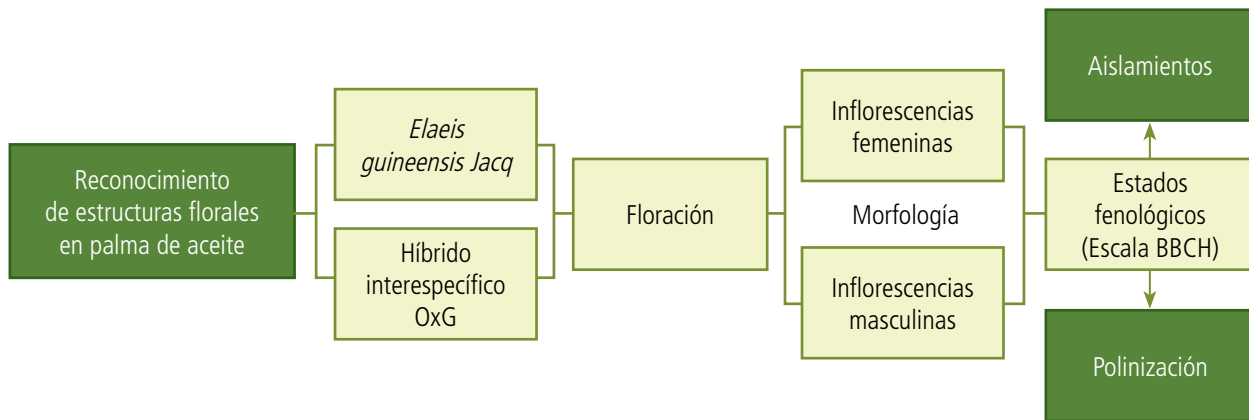 Reconocimiento
de estructuras florales
en palma de aceite
Elaeis
guineensis Jacq
Híbrido
interespecífico
OxG
Floración
Inflorescencias
femeninas
Morfología
Inflorescencias
masculinas
Aislamientos
Estados
fenológicos
(Escala BBCH)
Polinización